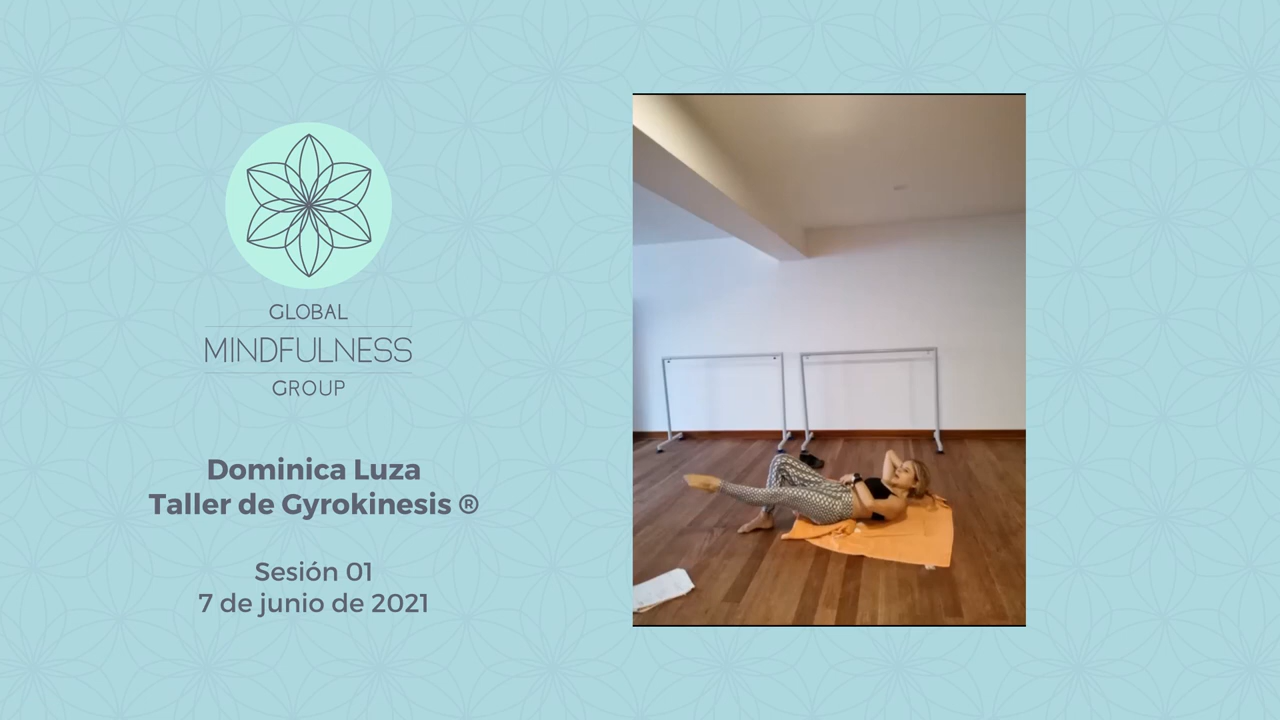 GLOBAL
MINDFULNESS
GROUP
Dominica Luza
Taller de Gyrokinesis ®
Sesión 01
7 de junio de 2021